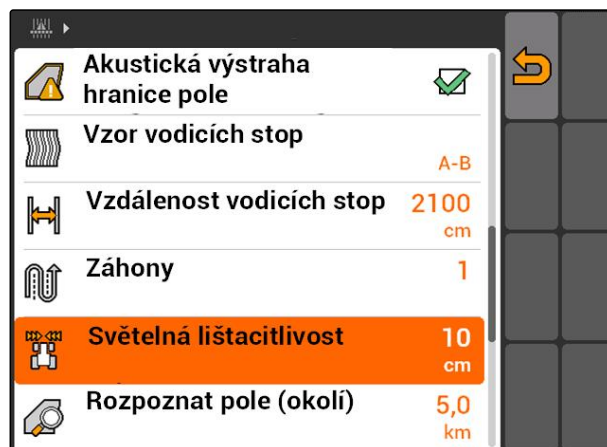 Akustická výstraha
hranice pole
Vzor vodicích stop
A-B
Vzdálenost vodicích stop 2100
cm
Záhony 1
Světelná lištacitlivost 10
cm
Rozpoznat pole (okolí) 5,0
km